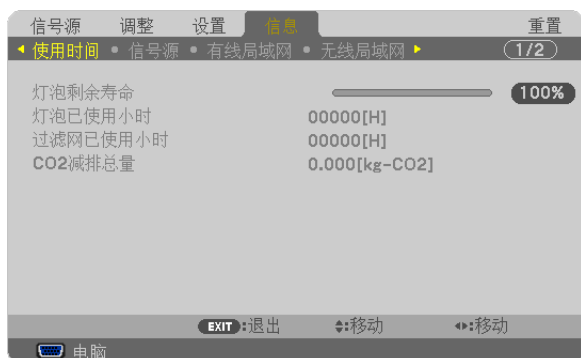 信号源 调整 设置 信息 重置
使用时间 • 信号源 • 有线局域网 • 无线局域网 1/2
灯泡剩余寿命 100%
灯泡已使用小时 00000[H]
过滤网已使用小时 00000[H]
CO2减排总量 0.000[kg-CO2]
EXIT:退出 :移动 :移动
电脑